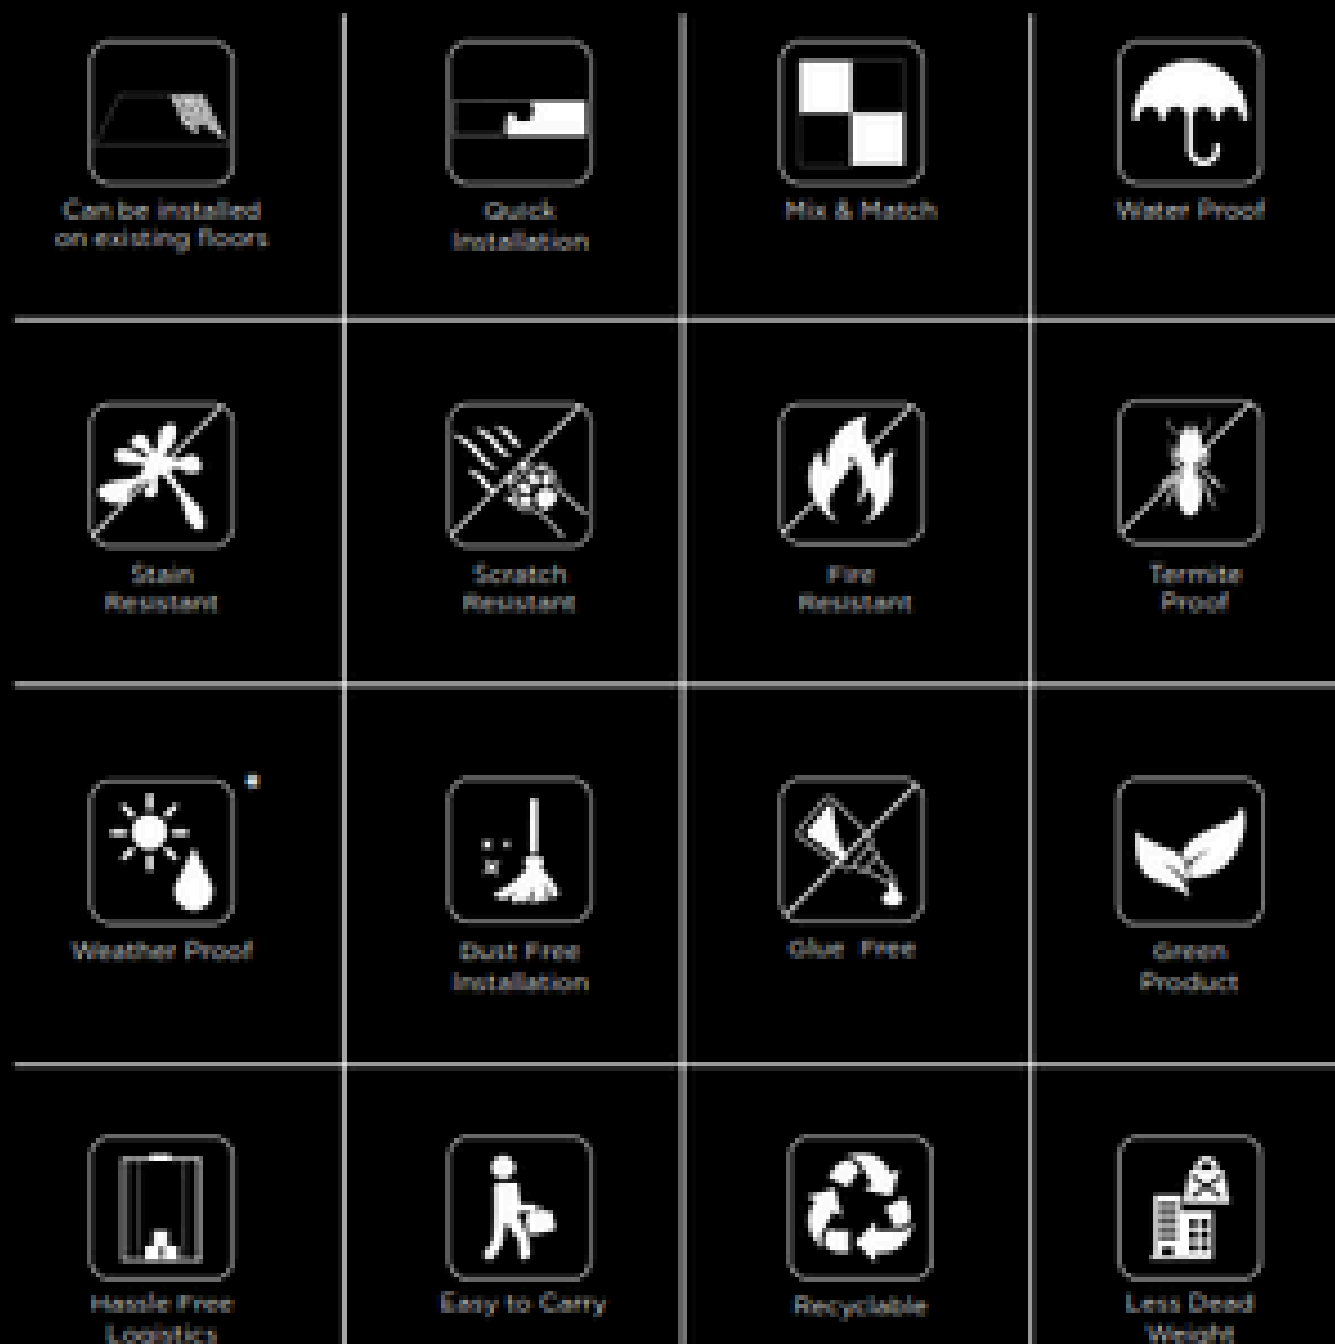 Can be installed
on existing floors
Quick
Installation
Mix & Match
Water Proof
Stain
Resistant
Scratch
Resistant
Fire
Resistant
Termite
Proof
Weather Proof
Dust Free
Installation
Glue Free
Green
Product
Hassle Free
Logistics
Easy to Carry
Recyclable
Less Dead
Weight